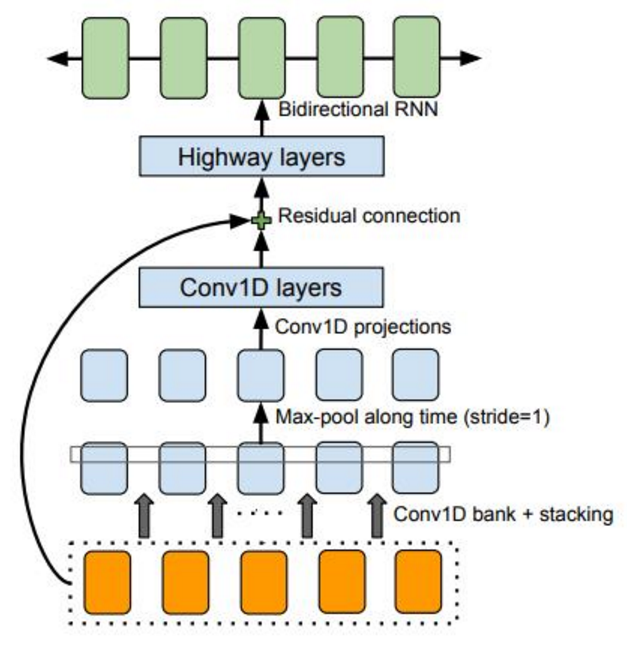 Bidirectional RNN
Highway layers
Residual connection
Conv1D layers
Conv1D projections
Max-pool along time (stride=1)
Conv1D bank + stacking